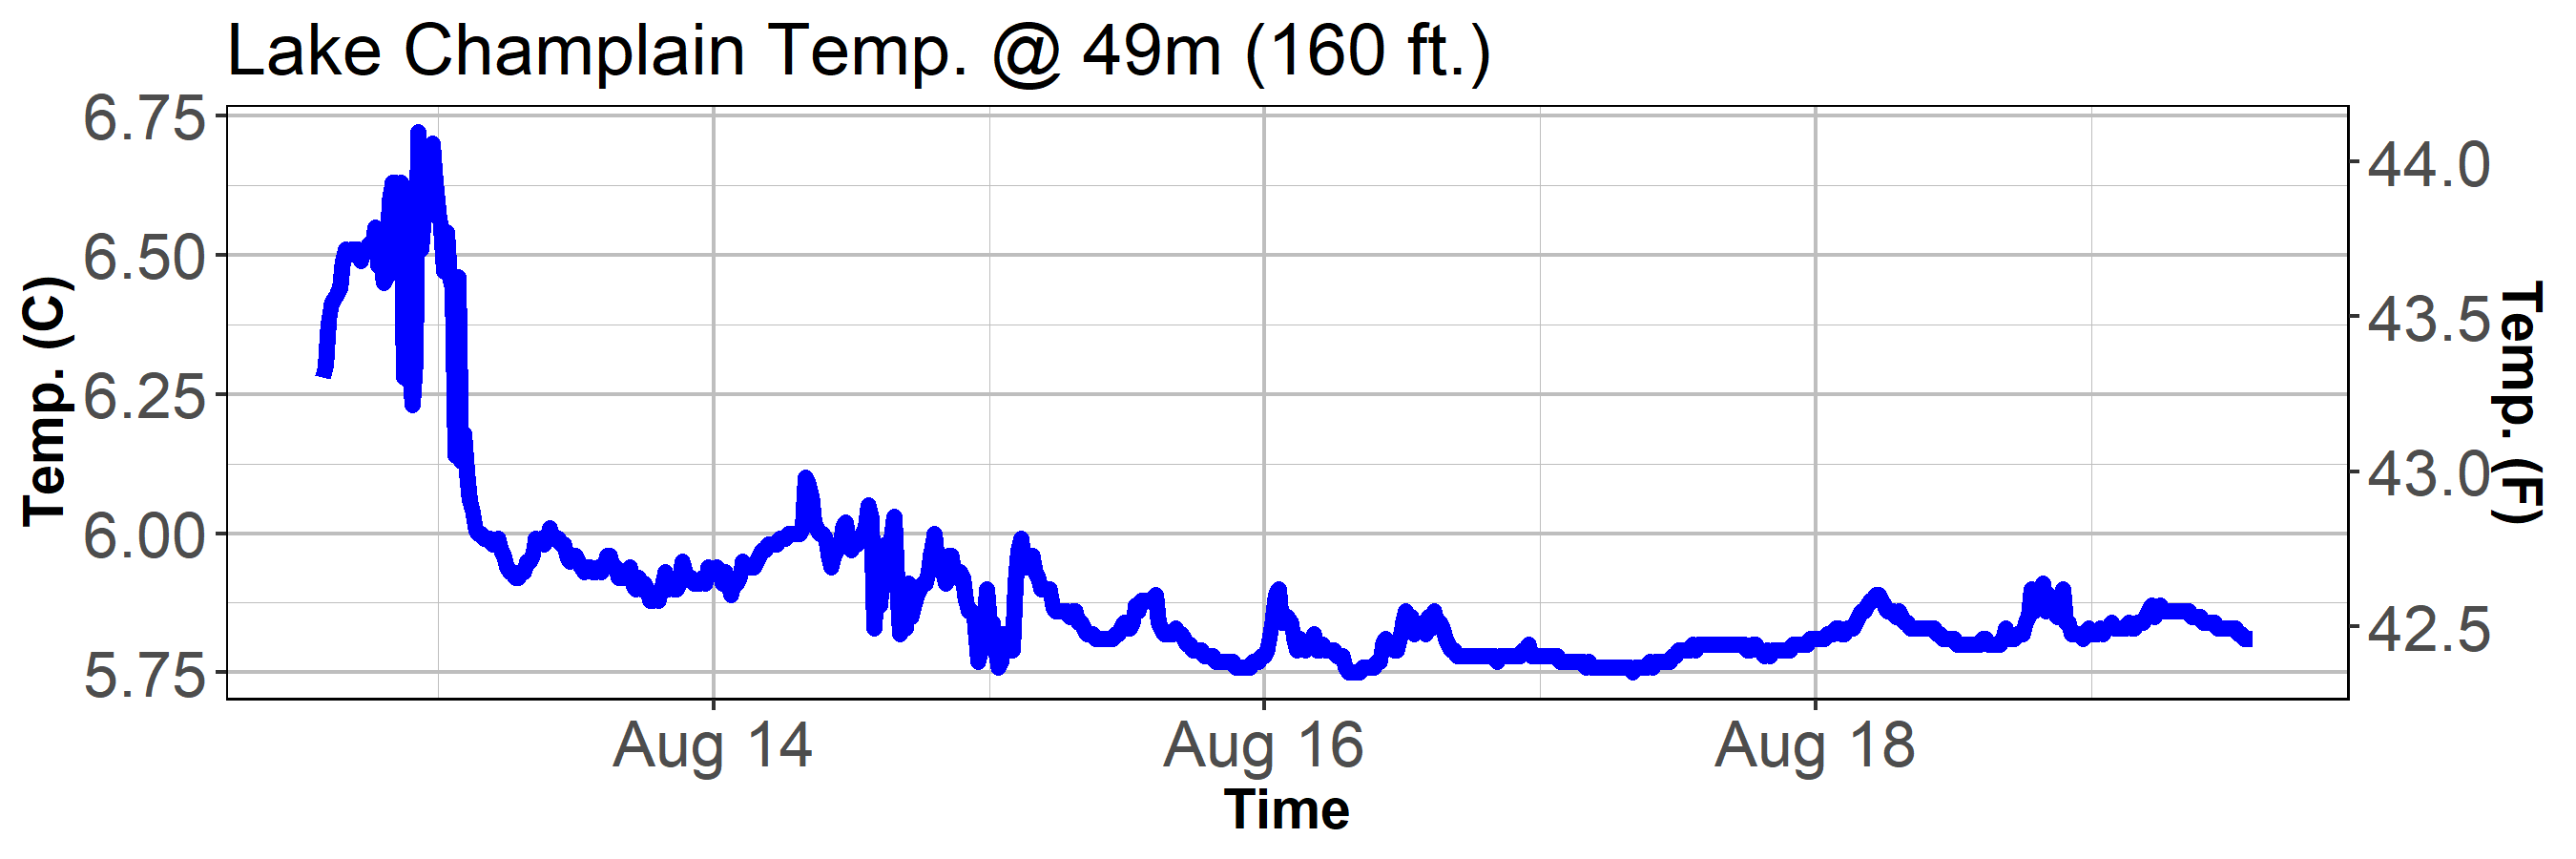 Lake Champlain Temp. @ 49m (160 ft.)
6.75
6.50
6.25
6.00
5.75
Temp. (C)
44.0
43.5
43.0
42.5
Temp. (F)
Aug 14
Aug 16
Aug 18
Time